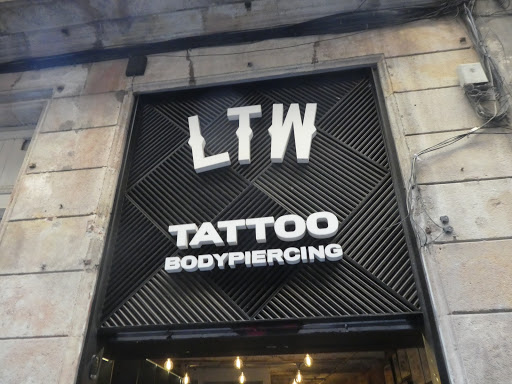 LTW
TATTOO
BODYPIERCING